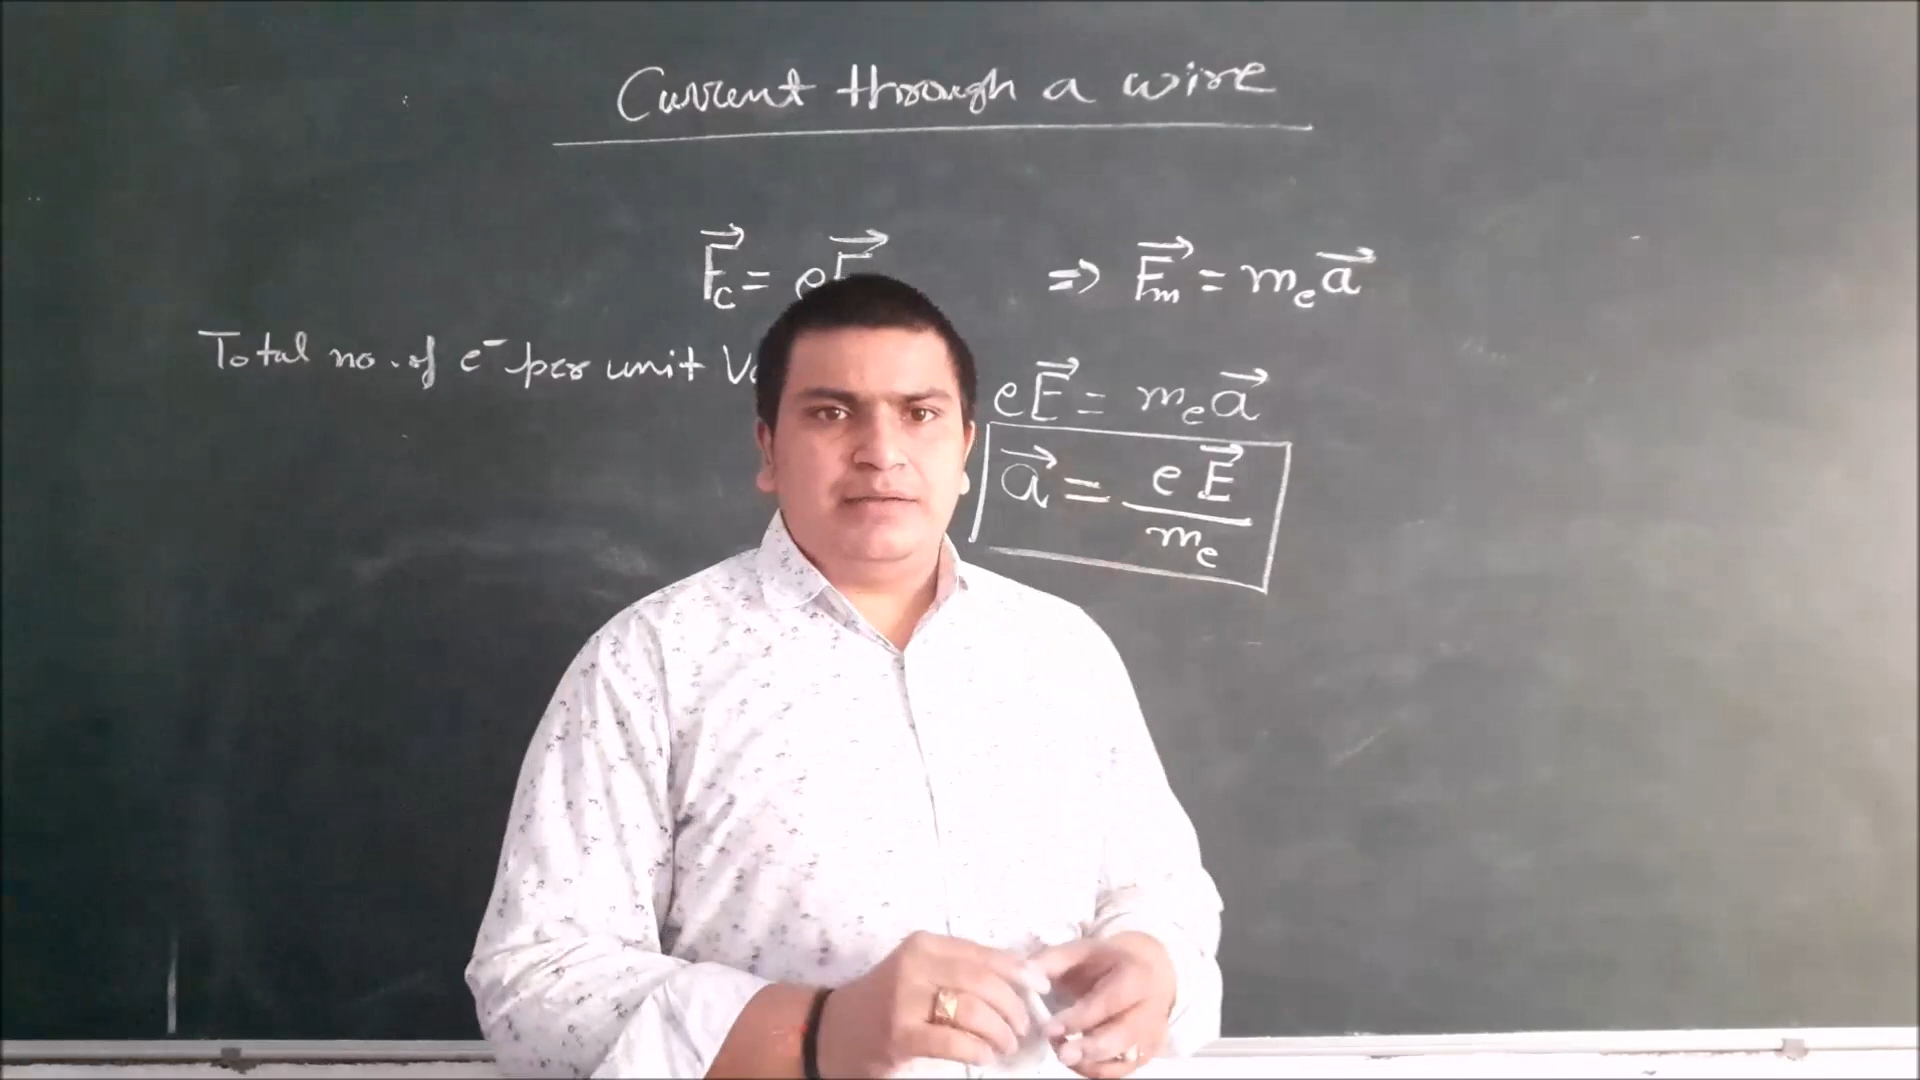 Current through a wire
F⃗c = eE⃗ ⇒ F⃗m = mₑa⃗
Total no. of e⁻ per unit
eE⃗ = mₑa⃗
a⃗ = eE⃗ / mₑ